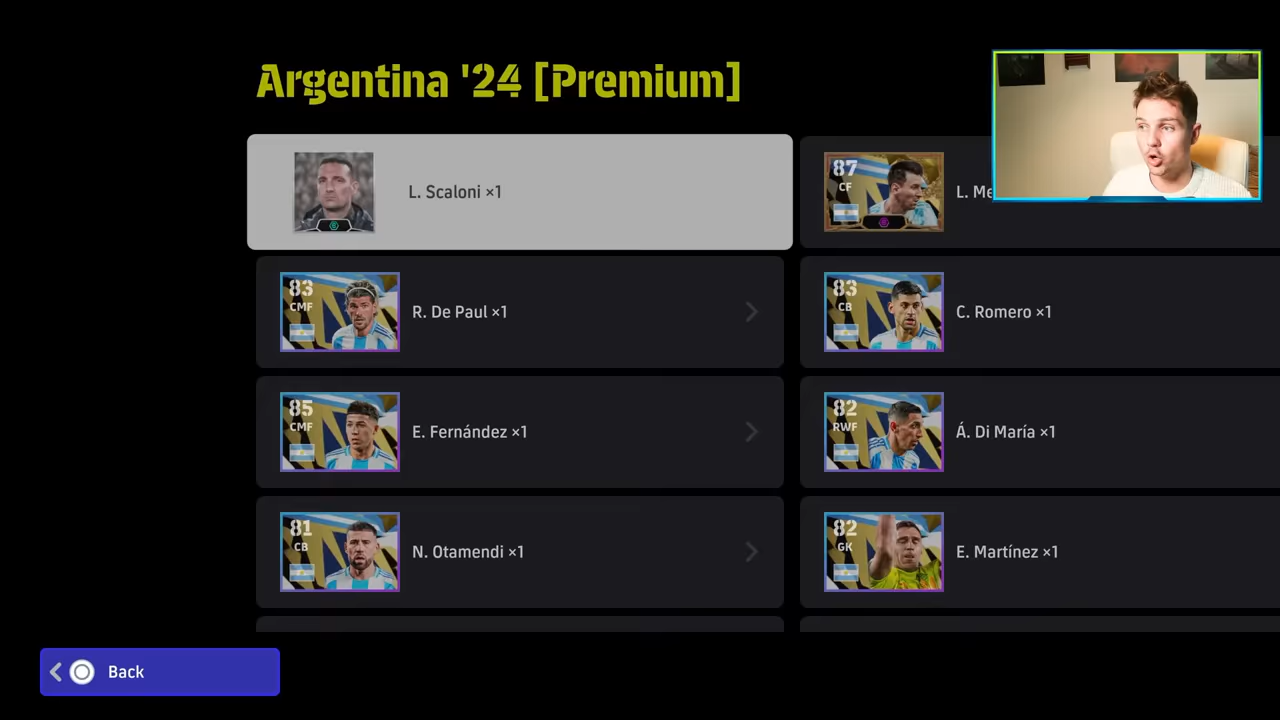 Argentina '24 [Premium]
L. Scaloni ×1
87
CF
L. Me
83
CMF
R. De Paul ×1
83
CB
C. Romero ×1
85
CMF
E. Fernández ×1
82
RWF
Á. Di María ×1
81
CB
N. Otamendi ×1
82
GK
E. Martínez ×1
Back